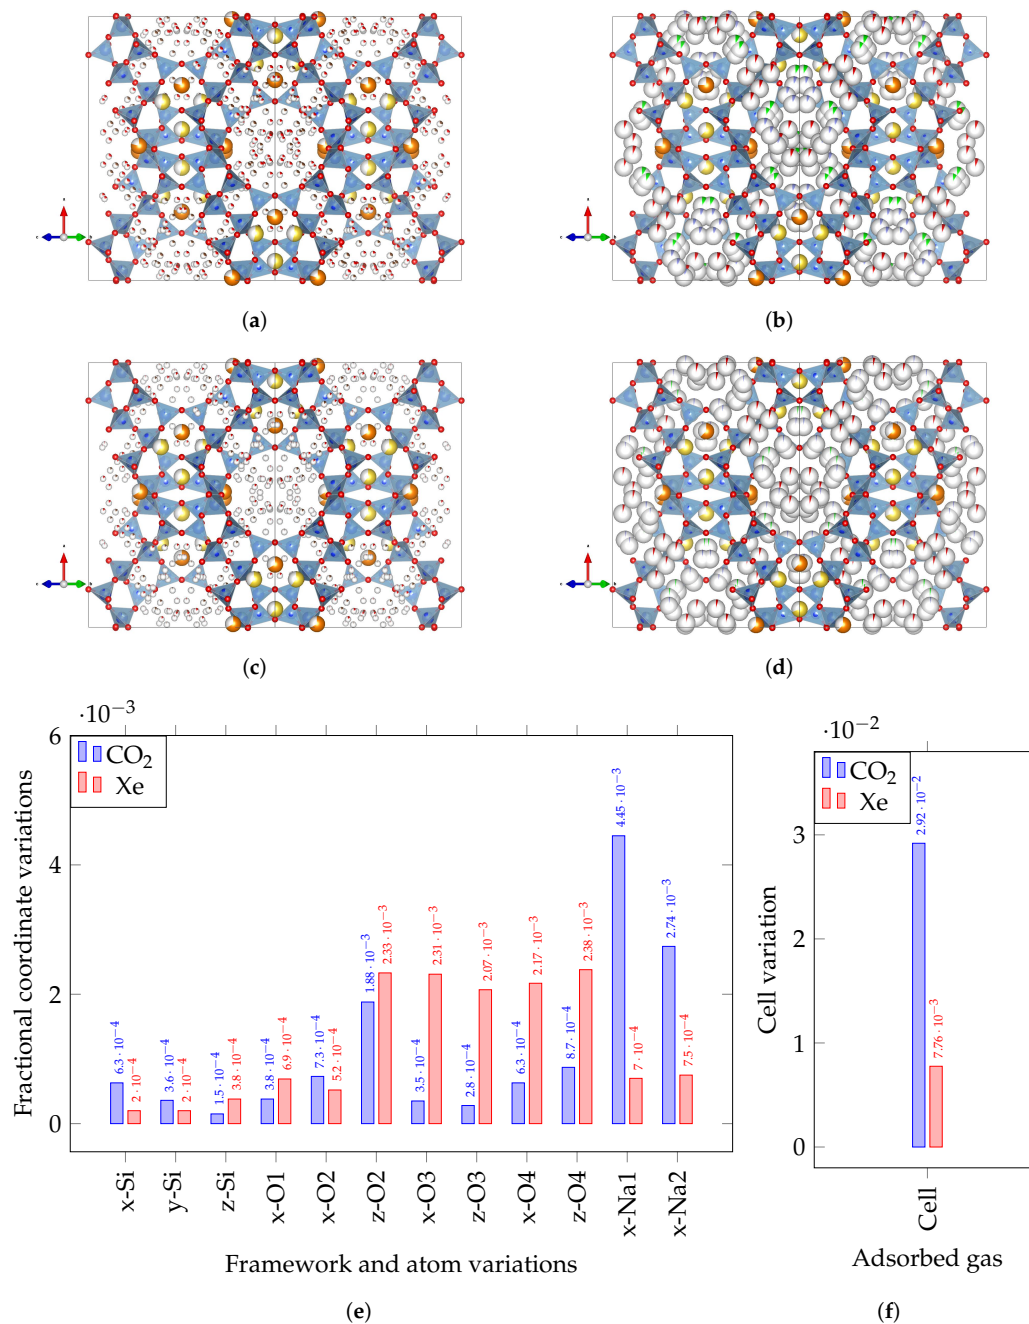 (a)
(b)
(c)
(d)
·10−3
Fractional coordinate variations
6
4
2
0
CO2
Xe
6.3 · 10−4
2 · 10−4
3.6 · 10−4
2 · 10−4
1.5 · 10−4
3.8 · 10−4
3.8 · 10−4
6.9 · 10−4
7.3 · 10−4
5.2 · 10−4
1.88 · 10−3
2.33 · 10−3
3.5 · 10−4
2.31 · 10−3
2.8 · 10−4
2.07 · 10−3
6.3 · 10−4
2.17 · 10−3
8.7 · 10−4
2.38 · 10−3
4.45 · 10−3
7 · 10−4
2.74 · 10−3
7.5 · 10−4
x-Si
y-Si
z-Si
x-O1
x-O2
z-O2
x-O3
z-O3
x-O4
z-O4
x-Na1
x-Na2
Framework and atom variations
(e)
·10−2
Cell variation
3
2
1
0
CO2
Xe
2.92 · 10−2
7.76 · 10−3
Cell
Adsorbed gas
(f)